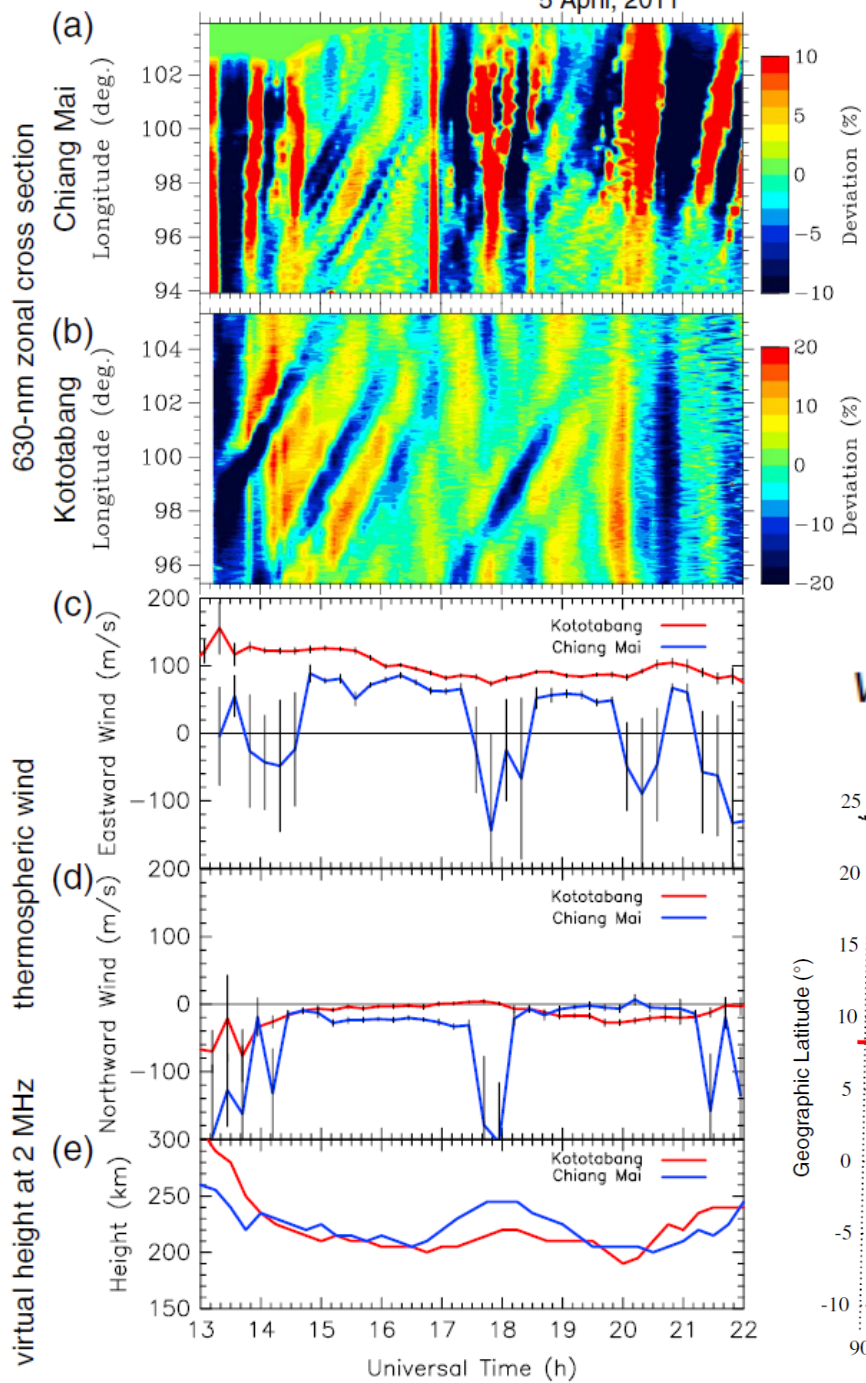 5 April, 2011
(a)
630-nm zonal cross section
Chiang Mai
Longitude (deg.)
102
100
98
96
94
10
5
0
−5
−10
Deviation (%)
(b)
Kototabang
Longitude (deg.)
104
102
100
98
96
20
10
0
−10
−20
Deviation (%)
(c)
thermospheric wind
Eastward Wind (m/s)
200
100
0
−100
200
Kototabang
Chiang Mai
(d)
Northward Wind (m/s)
100
0
−100
300
Kototabang
Chiang Mai
(e)
virtual height at 2 MHz
Height (km)
250
200
150
Kototabang
Chiang Mai
13 14 15 16 17 18 19 20 21 22
Universal Time (h)
Geographic Latitude (°)
25
20
15
10
5
0
-5
-10
90